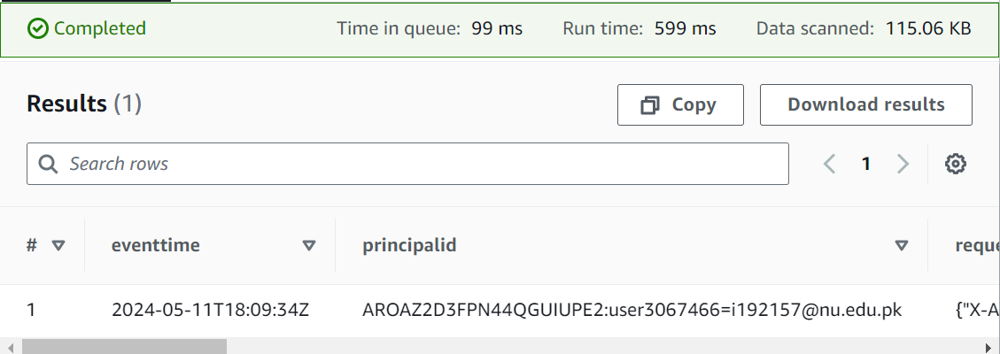 Completed Time in queue: 99 ms Run time: 599 ms Data scanned: 115.06 KB
Results (1) Copy Download results
Search rows 1
# eventtime principalid reque
1 2024-05-11T18:09:34Z AROAZ2D3FPN44QGUIUPE2:user3067466=i192157@nu.edu.pk {"X-A